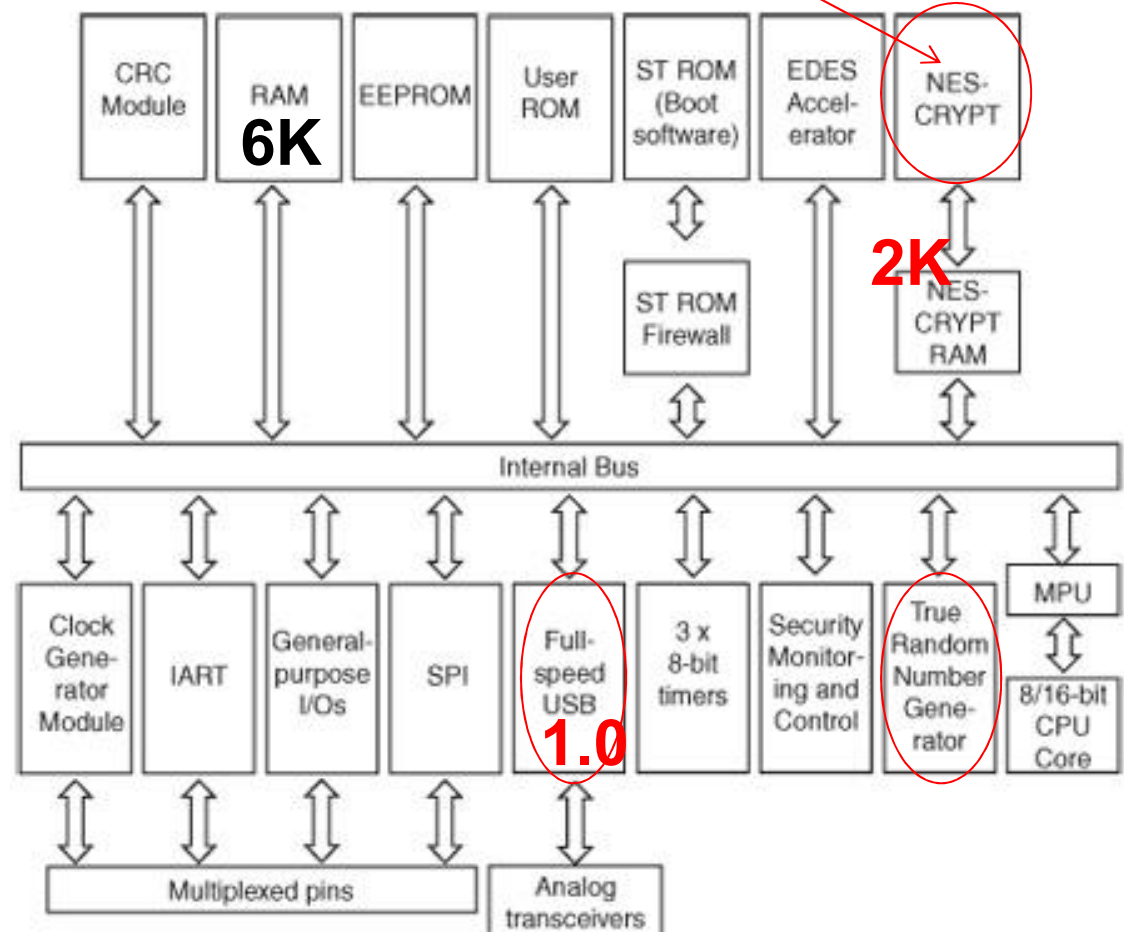 CRC
Module
RAM
6K
EEPROM
User
ROM
ST ROM
(Boot
software)
EDES
Accel-
erator
NES-
CRYPT
2K
ST ROM
Firewall
NES-
CRYPT
RAM
Internal Bus
Clock
Gene-
rator
Module
IART
General-
purpose
I/Os
SPI
Full-
speed
USB
1.0
3 x
8-bit
timers
Security
Monitor-
ing and
Control
True
Random
Number
Gene-
rator
MPU
8/16-bit
CPU
Core
Multiplexed pins
Analog
transceivers